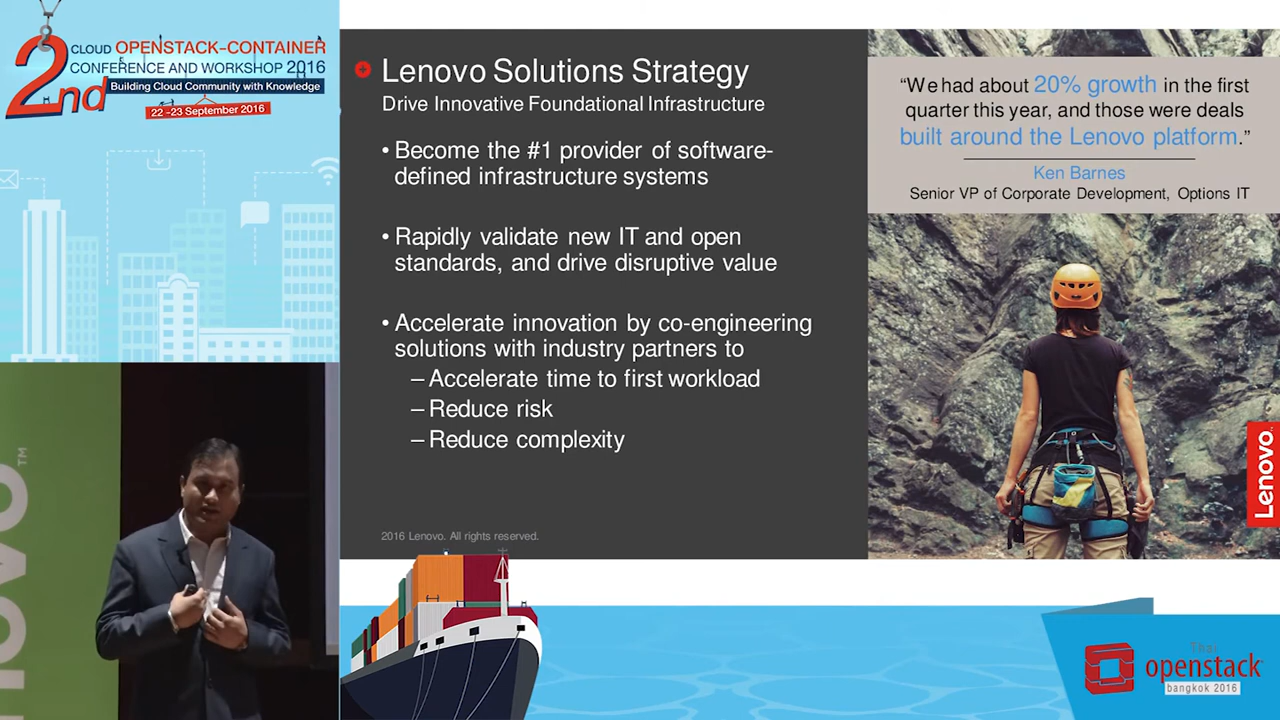 2nd
CLOUD OPENSTACK-CONTAINER
CONFERENCE AND WORKSHOP 2016
Building Cloud Community with Knowledge
22 -23 September 2016
Lenovo Solutions Strategy
Drive Innovative Foundational Infrastructure
• Become the #1 provider of software-
defined infrastructure systems
• Rapidly validate new IT and open
standards, and drive disruptive value
• Accelerate innovation by co-engineering
solutions with industry partners to
– Accelerate time to first workload
– Reduce risk
– Reduce complexity
2016 Lenovo. All rights reserved.
“We had about 20% growth in the first
quarter this year, and those were deals
built around the Lenovo platform.”
Ken Barnes
Senior VP of Corporate Development, Options IT
Lenovo™
novo™
Thai
openstack
bangkok 2016